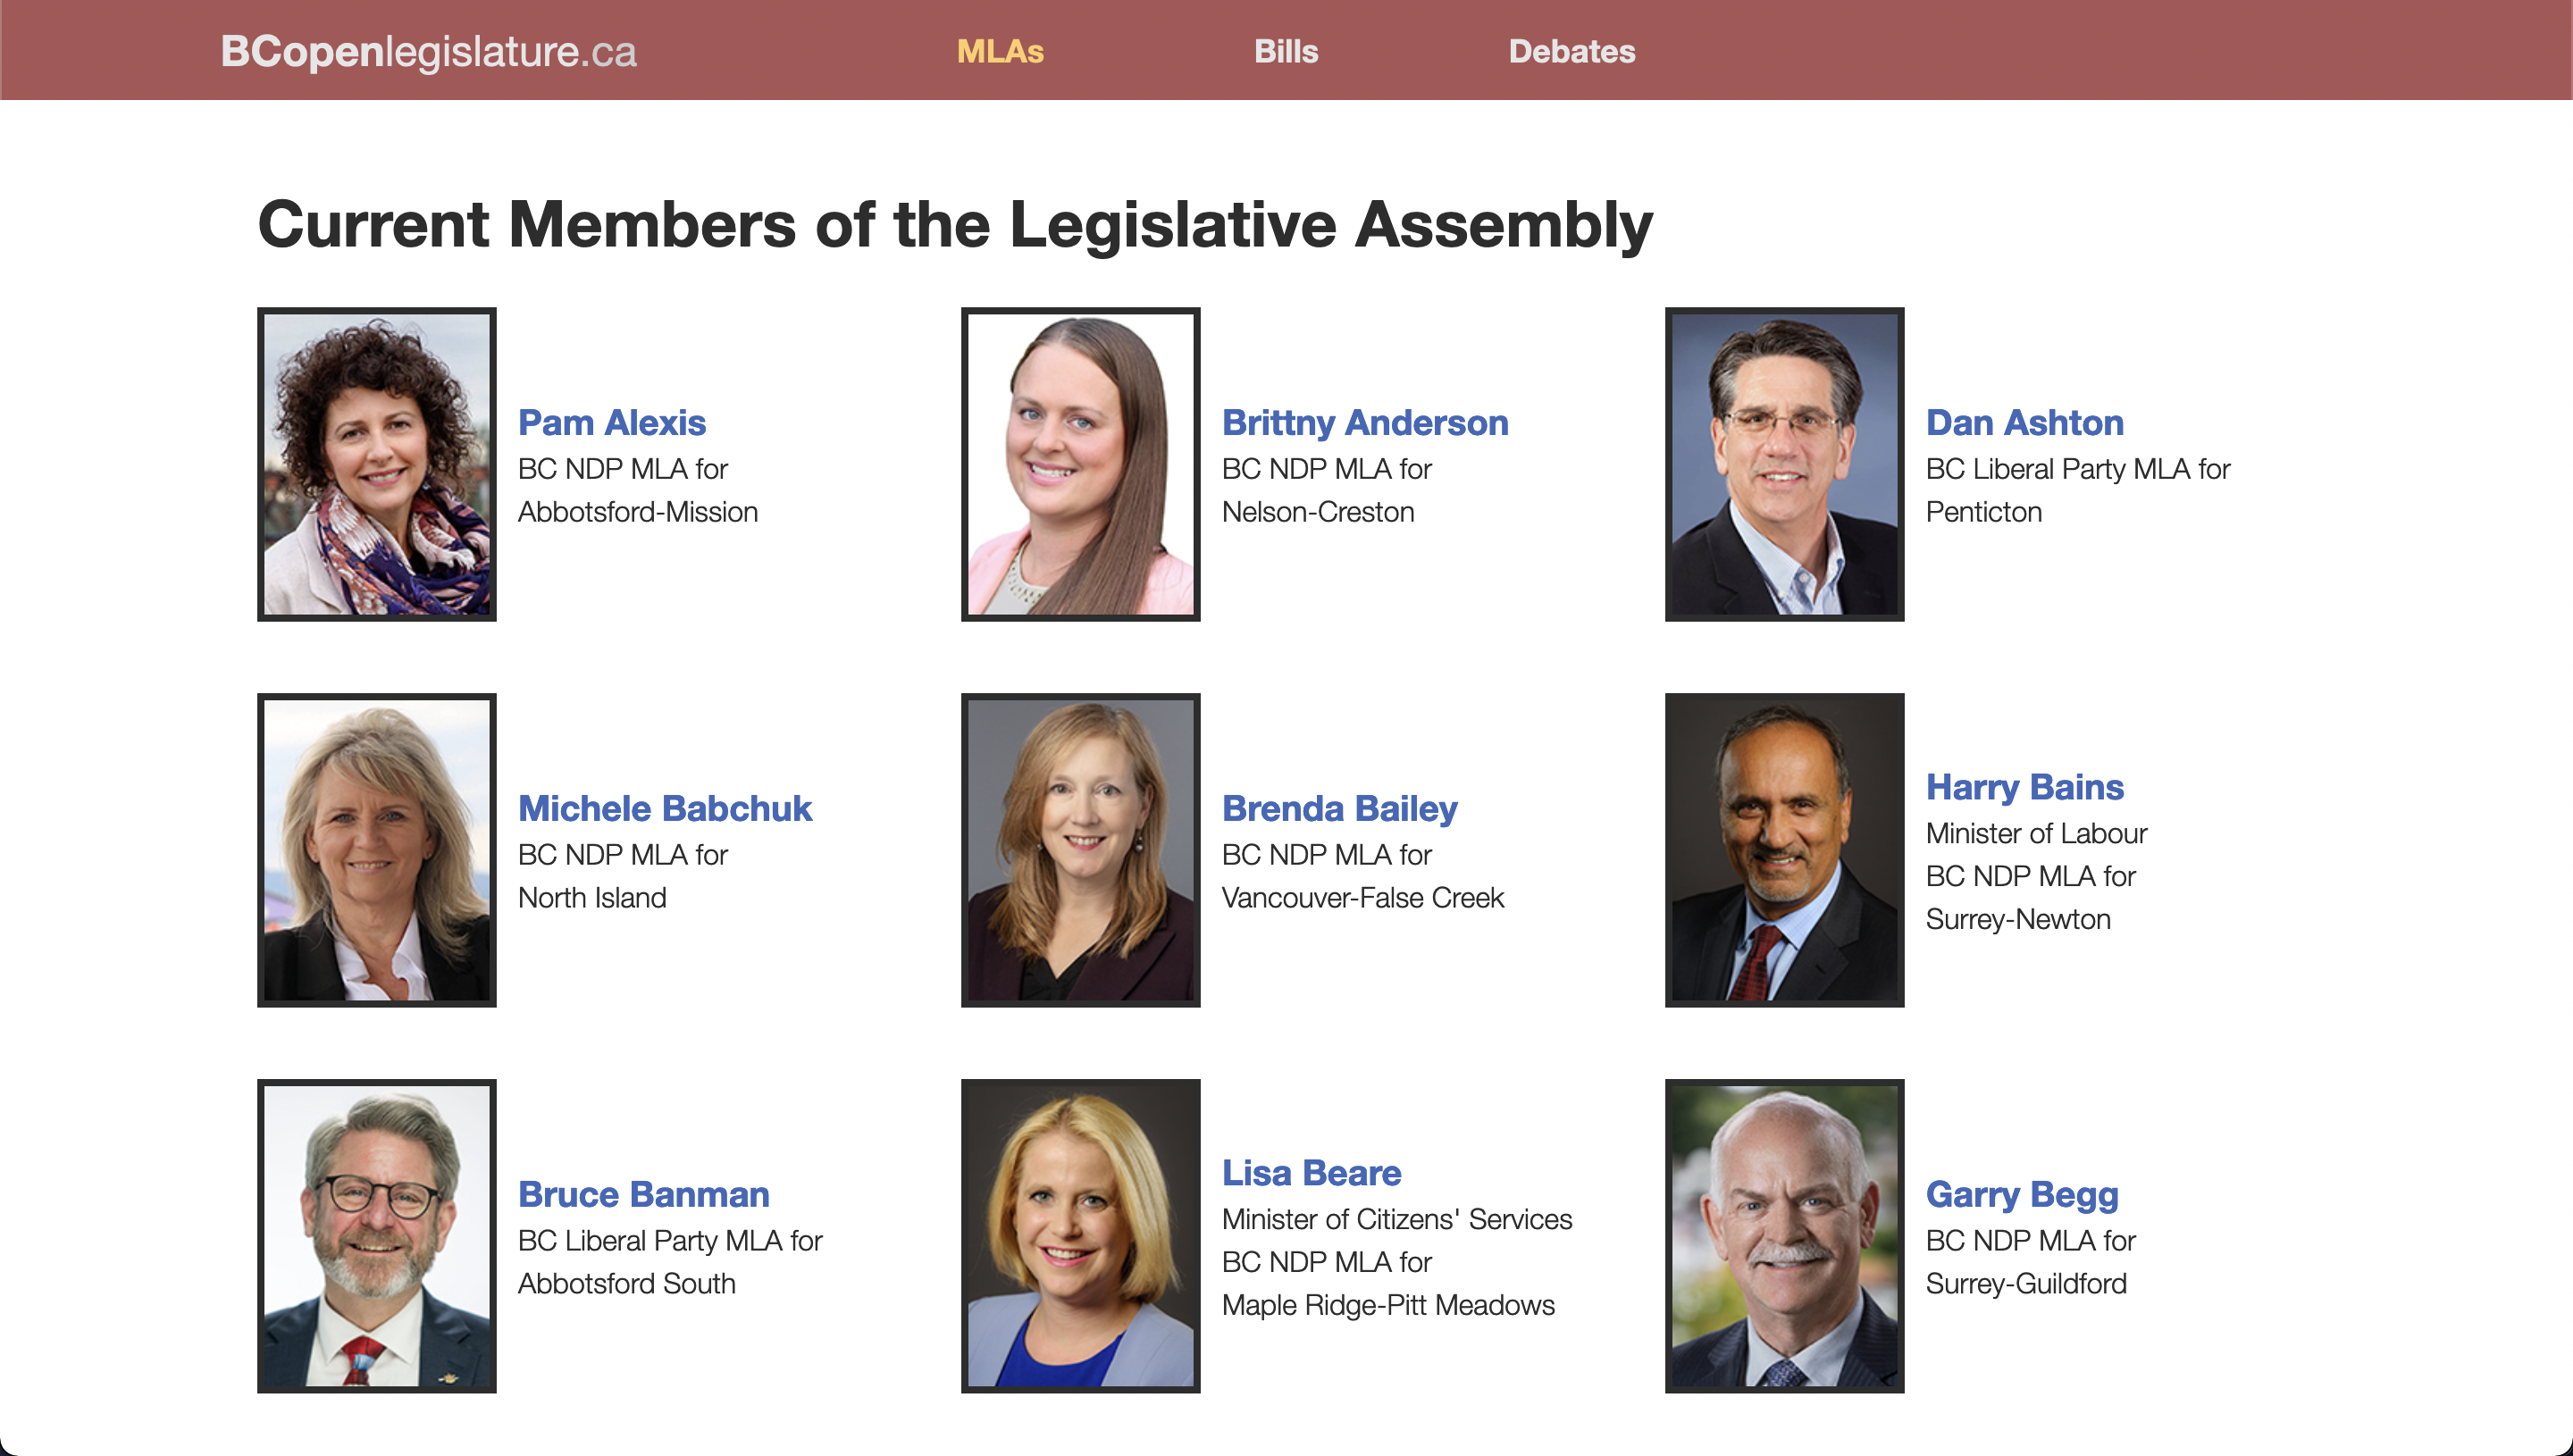 BCopenlegislature.ca
MLAs
Bills
Debates
Current Members of the Legislative Assembly
Pam Alexis
BC NDP MLA for
Abbotsford-Mission
Brittny Anderson
BC NDP MLA for
Nelson-Creston
Dan Ashton
BC Liberal Party MLA for
Penticton
Michele Babchuk
BC NDP MLA for
North Island
Brenda Bailey
BC NDP MLA for
Vancouver-False Creek
Harry Bains
Minister of Labour
BC NDP MLA for
Surrey-Newton
Bruce Banman
BC Liberal Party MLA for
Abbotsford South
Lisa Beare
Minister of Citizens' Services
BC NDP MLA for
Maple Ridge-Pitt Meadows
Garry Begg
BC NDP MLA for
Surrey-Guildford